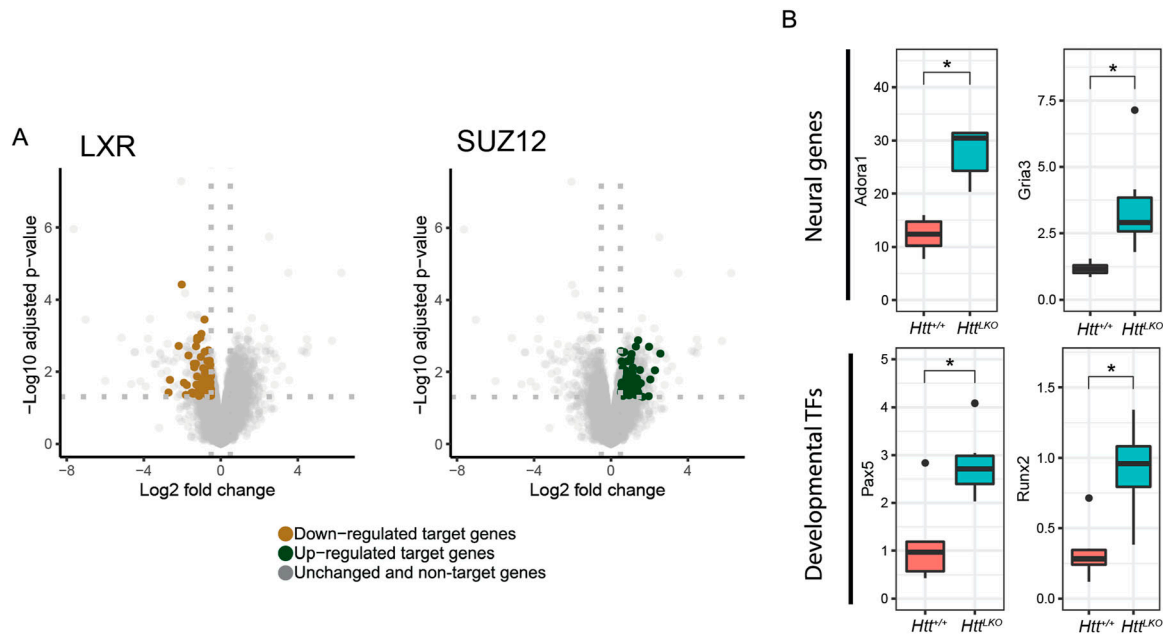 A
LXR
SUZ12
−Log10 adjusted p−value
6
4
2
0
−8
−4
0
4
Log2 fold change
−Log10 adjusted p−value
6
4
2
0
−8
−4
0
4
Log2 fold change
Down−regulated target genes
Up−regulated target genes
Unchanged and non−target genes
B
Neural genes
Adora1
40
30
20
10
0
*
Htt+/+
HttLKO
Gria3
7.5
5.0
2.5
0.0
*
Htt+/+
HttLKO
Developmental TFs
Pax5
5
4
3
2
1
0
*
Htt+/+
HttLKO
Runx2
1.5
1.0
0.5
0.0
*
Htt+/+
HttLKO